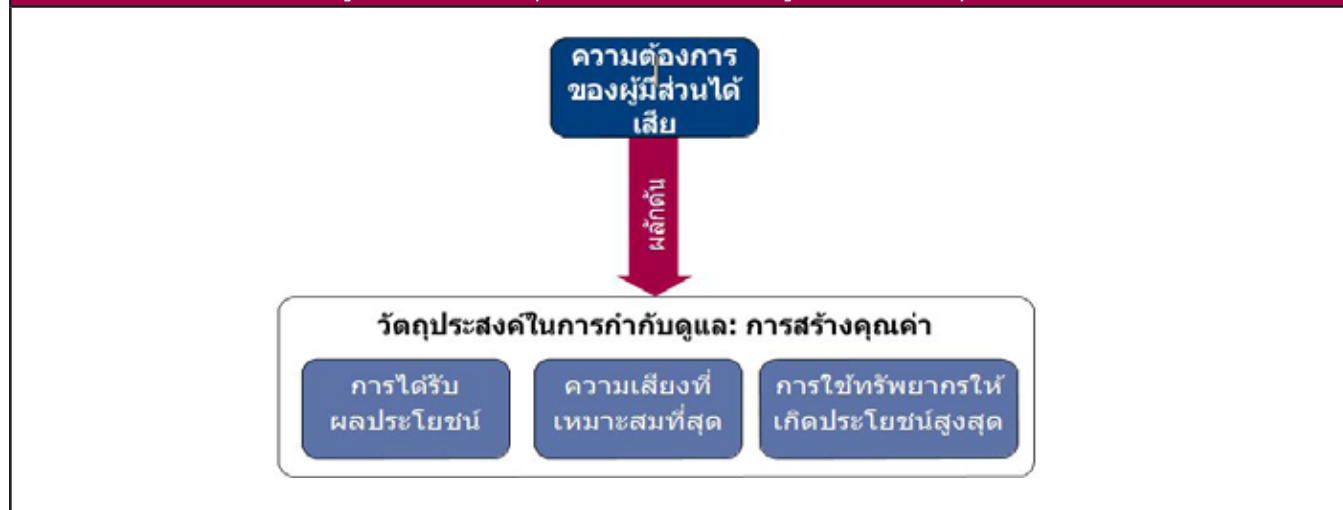 ความต้องการ
ของผู้มีส่วนได้
เสีย
ผลักดัน
วัตถุประสงค์ในการกำกับดูแล: การสร้างคุณค่า
การได้รับ
ผลประโยชน์
ความเสี่ยงที่
เหมาะสมที่สุด
การใช้ทรัพยากรให้
เกิดประโยชน์สูงสุด